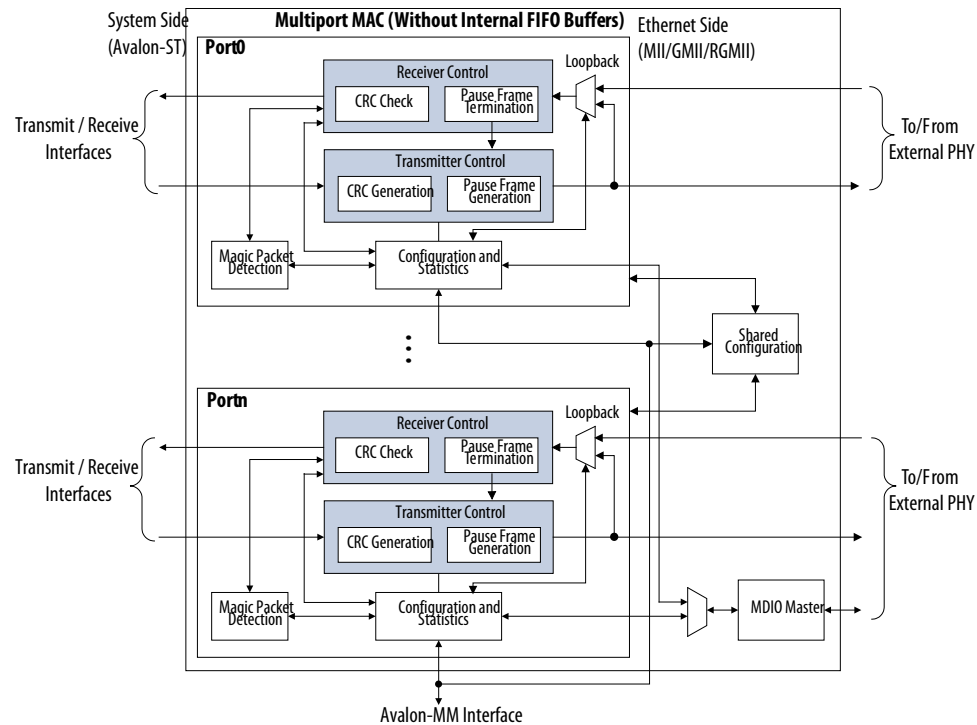 System Side
(Avalon-ST)
Multiport MAC (Without Internal FIFO Buffers)
Ethernet Side
(MII/GMII/RGMII)
Port0
Receiver Control
Loopback
CRC Check
Pause Frame
Termination
Transmit / Receive
Interfaces
To/From
External PHY
Transmitter Control
CRC Generation
Pause Frame
Generation
Magic Packet
Detection
Configuration and
Statistics
Shared
Configuration
Portn
Receiver Control
Loopback
CRC Check
Pause Frame
Termination
Transmit / Receive
Interfaces
To/From
External PHY
Transmitter Control
CRC Generation
Pause Frame
Generation
Magic Packet
Detection
Configuration and
Statistics
MDIO Master
Avalon-MM Interface